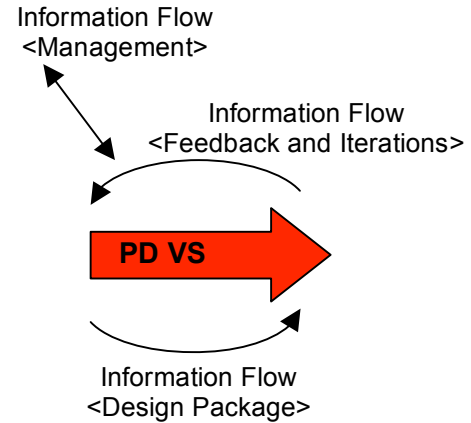 Information Flow
<Management>
Information Flow
<Feedback and Iterations>
PD VS
Information Flow
<Design Package>